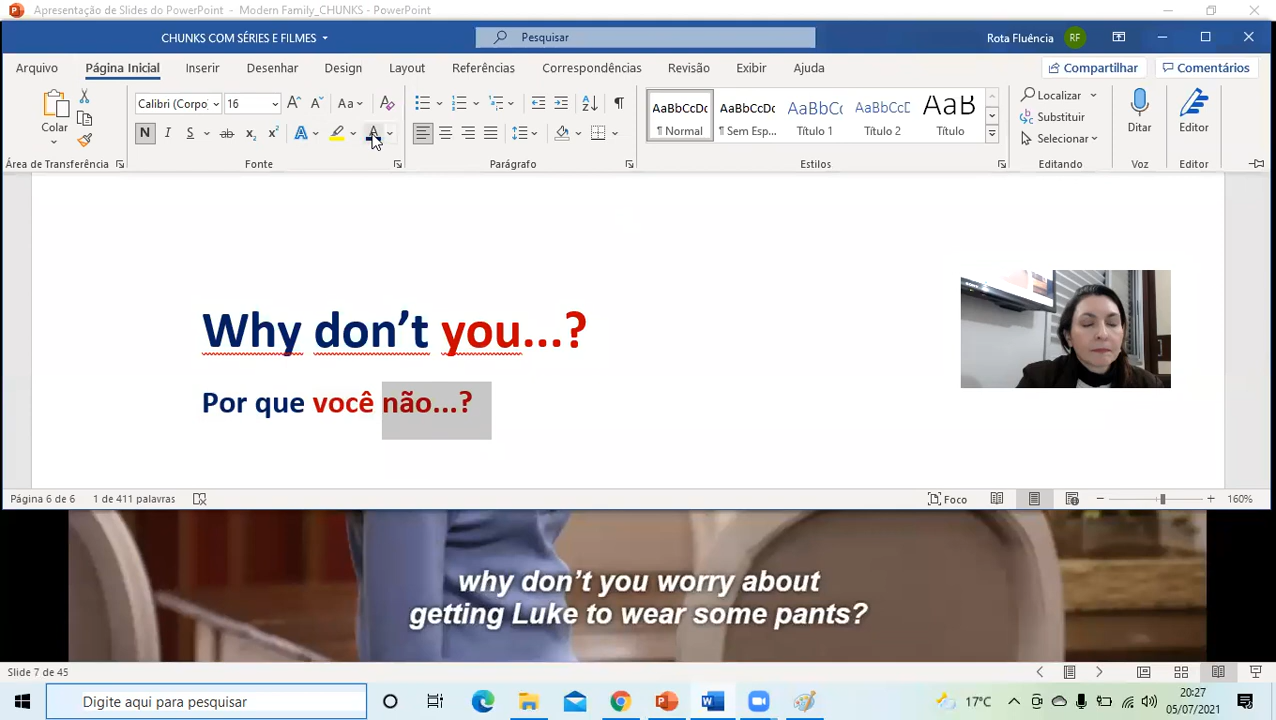 Apresentação de Slides do PowerPoint - Modern Family_CHUNKS - PowerPoint
CHUNKS COM SÉRIES E FILMES
Pesquisar
Rota Fluência RF
Arquivo Página Inicial Inserir Desenhar Design Layout Referências Correspondências Revisão Exibir Ajuda Compartilhar Comentários
Colar
Calibri (Corpo 16 Aa
N I S ab x₂ x² A A
AaBbCcDc AaBbCcDc AaBbCc AaBbCcD AaB
¶ Normal ¶ Sem Esp... Título 1 Título 2 Título
Localizar
Substituir
Selecionar
Ditar
Editor
Área de Transferência Fonte Parágrafo Estilos Editando Voz Editor
Why don’t you...?
Por que você não...?
Página 6 de 6 1 de 411 palavras Foco 160%
why don’t you worry about
getting Luke to wear some pants?
Slide 7 de 45
Digite aqui para pesquisar
17°C
20:27
05/07/2021